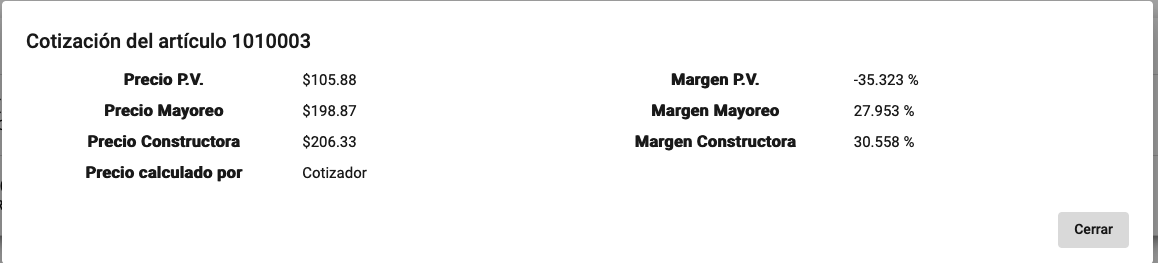 Cotización del artículo 1010003
Precio P.V. $105.88 Margen P.V. -35.323 %
Precio Mayoreo $198.87 Margen Mayoreo 27.953 %
Precio Constructora $206.33 Margen Constructora 30.558 %
Precio calculado por Cotizador
Cerrar